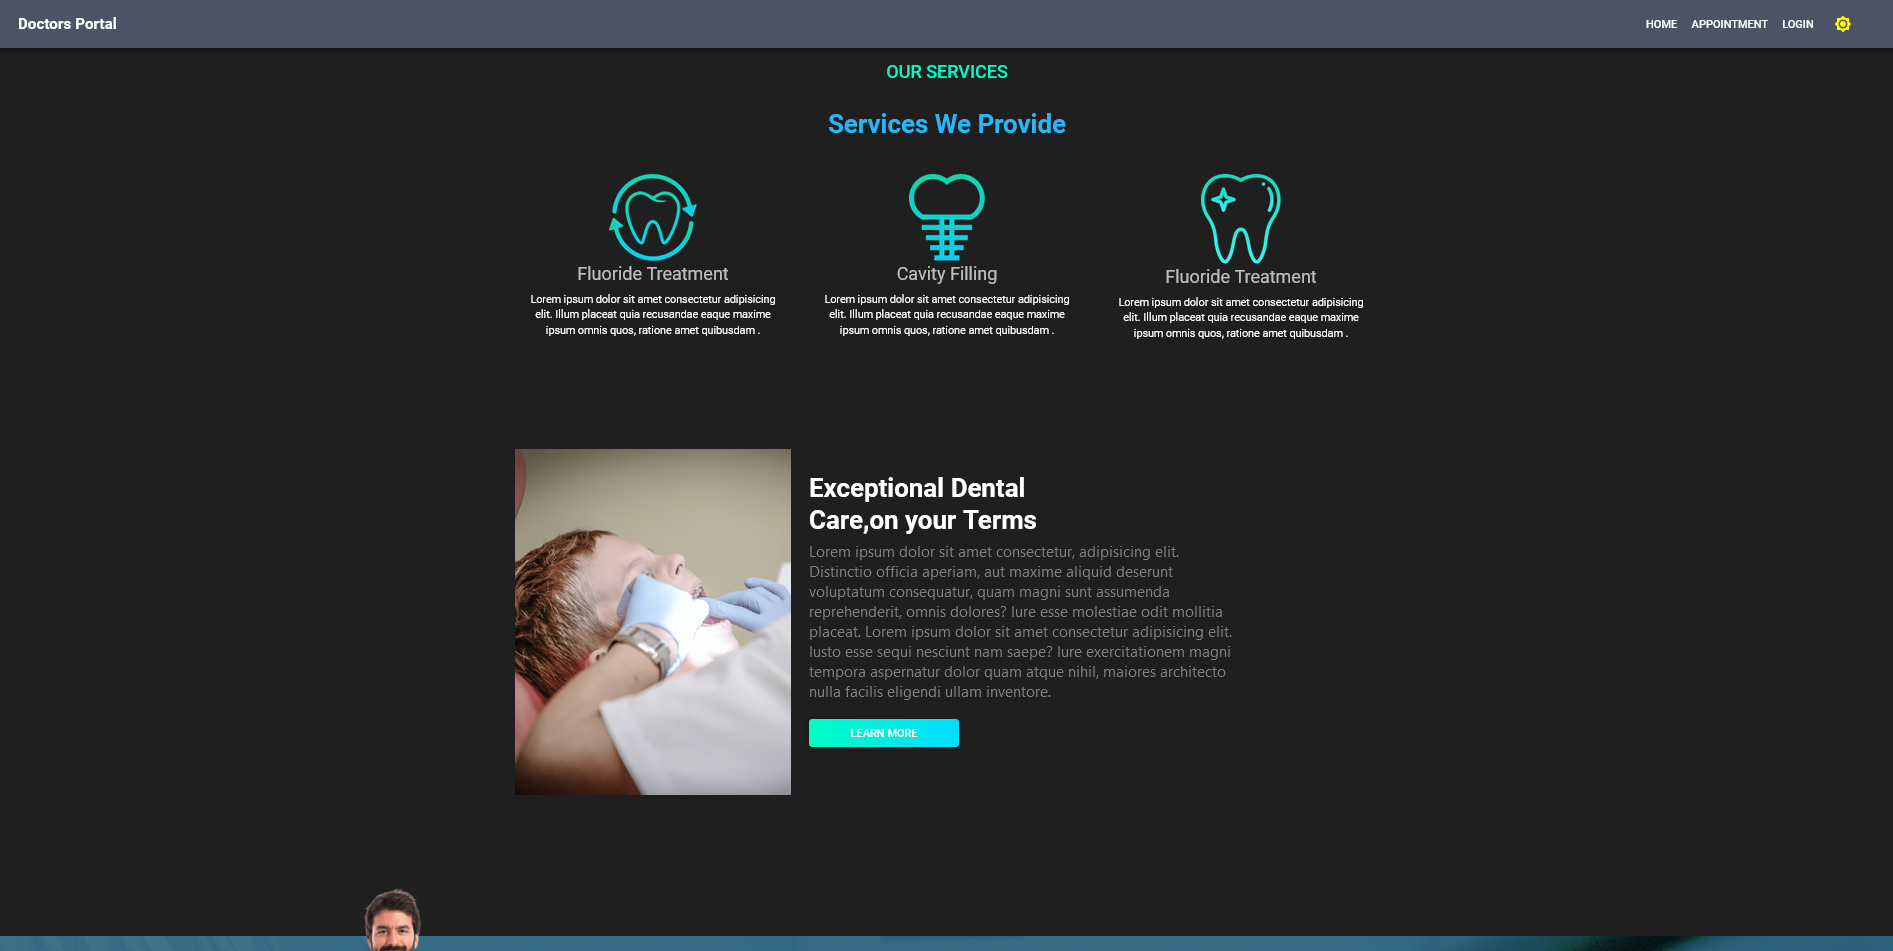 Doctors Portal
HOME APPOINTMENT LOGIN
OUR SERVICES
Services We Provide
Fluoride Treatment
Lorem ipsum dolor sit amet consectetur adipisicing
elit. Illum placeat quia recusandae eaque maxime
ipsum omnis quos, ratione amet quibusdam .
Cavity Filling
Lorem ipsum dolor sit amet consectetur adipisicing
elit. Illum placeat quia recusandae eaque maxime
ipsum omnis quos, ratione amet quibusdam .
Fluoride Treatment
Lorem ipsum dolor sit amet consectetur adipisicing
elit. Illum placeat quia recusandae eaque maxime
ipsum omnis quos, ratione amet quibusdam .
Exceptional Dental
Care,on your Terms
Lorem ipsum dolor sit amet consectetur, adipisicing elit.
Distinctio officia aperiam, aut maxime aliquid deserunt
voluptatum consequatur, quam magni sunt assumenda
reprehenderit, omnis dolores? Iure esse molestiae odit mollitia
placeat. Lorem ipsum dolor sit amet consectetur adipisicing elit.
Iusto esse sequi nesciunt nam saepe? Iure exercitationem magni
tempora aspernatur dolor quam atque nihil, maiores architecto
nulla facilis eligendi ullam inventore.
LEARN MORE